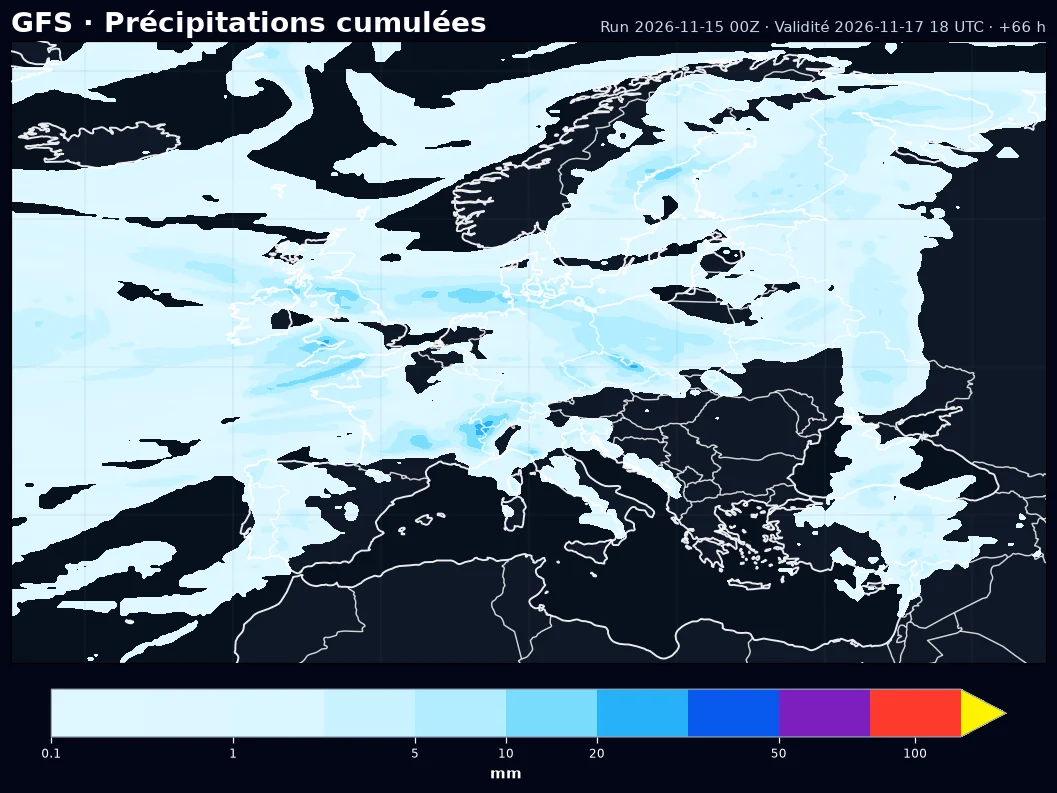 GFS · Précipitations cumulées
Run 2026-11-15 00Z · Validité 2026-11-17 18 UTC · +66 h
0.1 1 5 10 20 50 100
mm